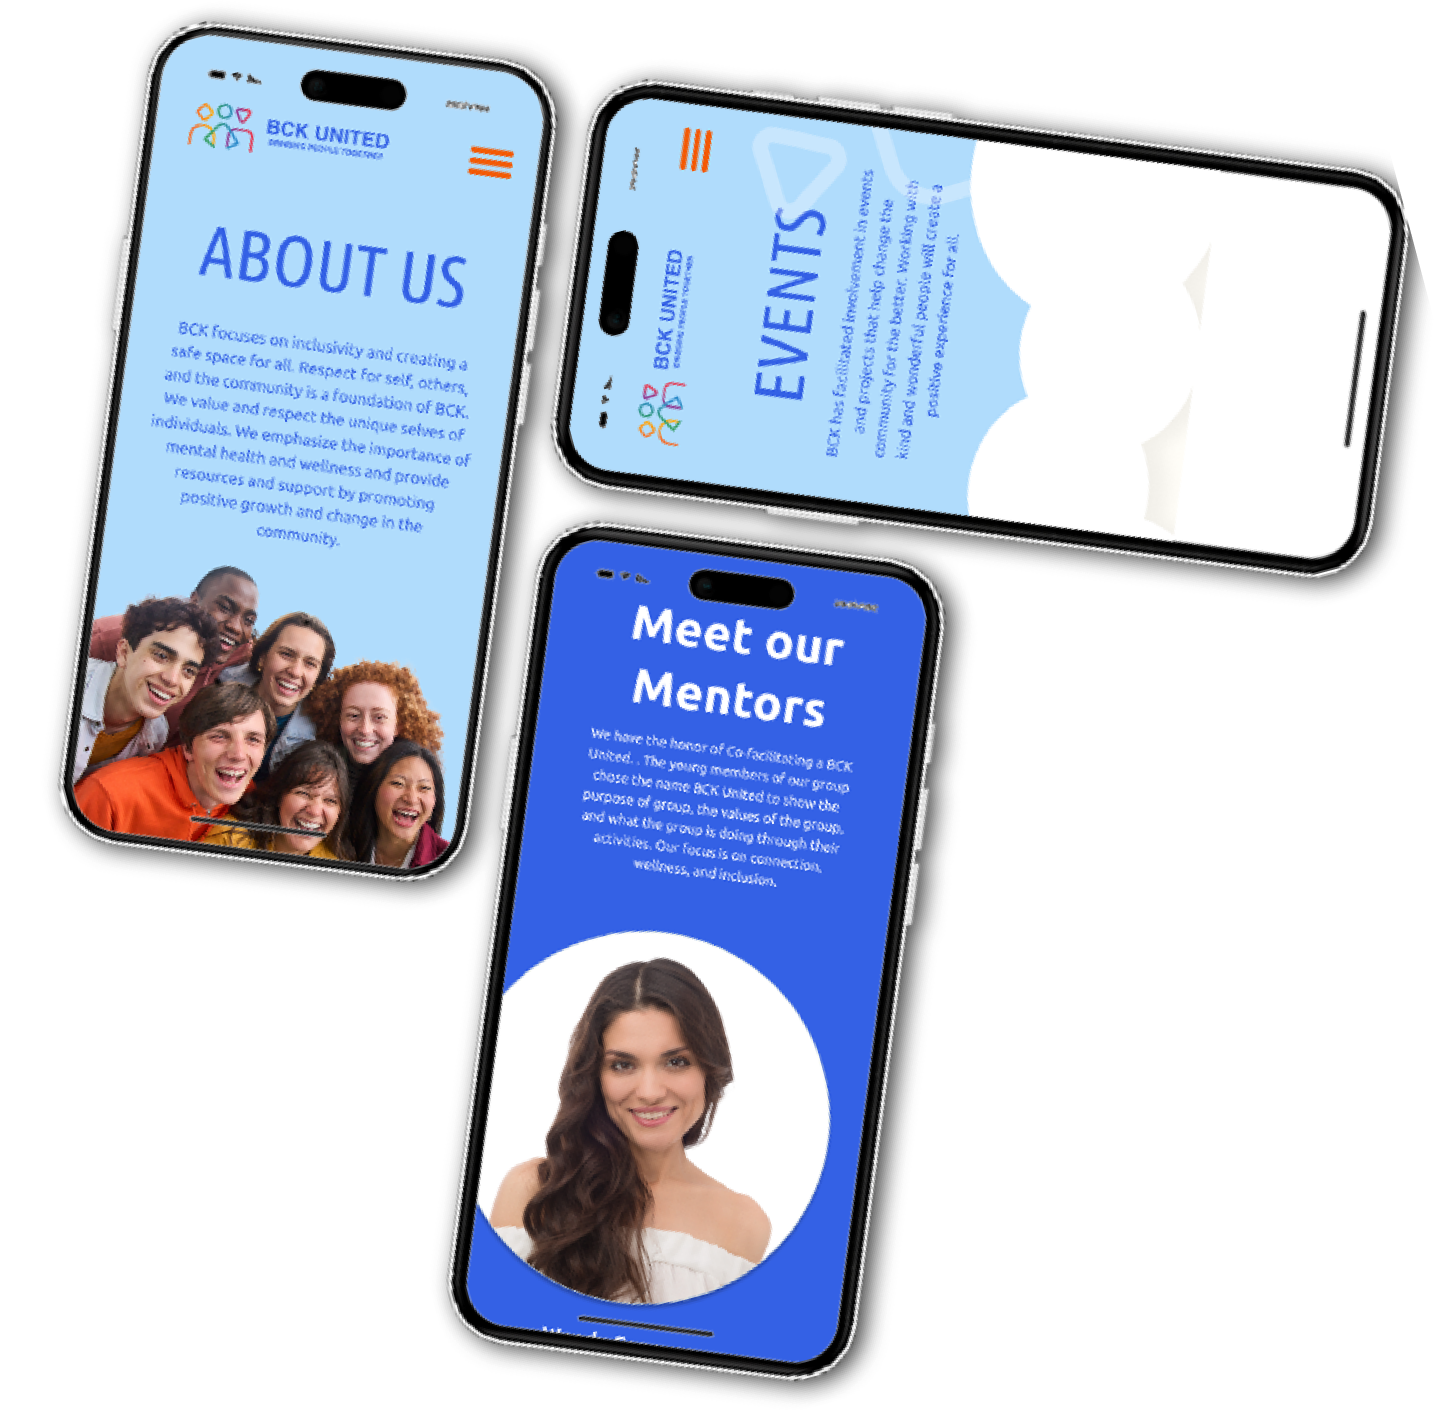 BCK UNITED
BRINGING PEOPLE TOGETHER
ABOUT US
BCK focuses on inclusivity and creating a
safe space for all. Respect for self, others,
and the community is a foundation of BCK.
We value and respect the unique selves of
individuals. We emphasize the importance of
mental health and wellness and provide
resources and support by promoting
positive growth and change in the
community.
BCK UNITED
BRINGING PEOPLE TOGETHER
EVENTS
BCK has facilitated involvement in events
and projects that help change the
community for the better. Working with
kind and wonderful people will create a
positive experience for all.
Meet our
Mentors
We have the honor of Co-facilitating a BCK
United. . The young members of our group
chose the name BCK United to show the
purpose of group, the values of the group,
and what the group is doing through their
activities. Our focus is on connection,
wellness, and inclusion.